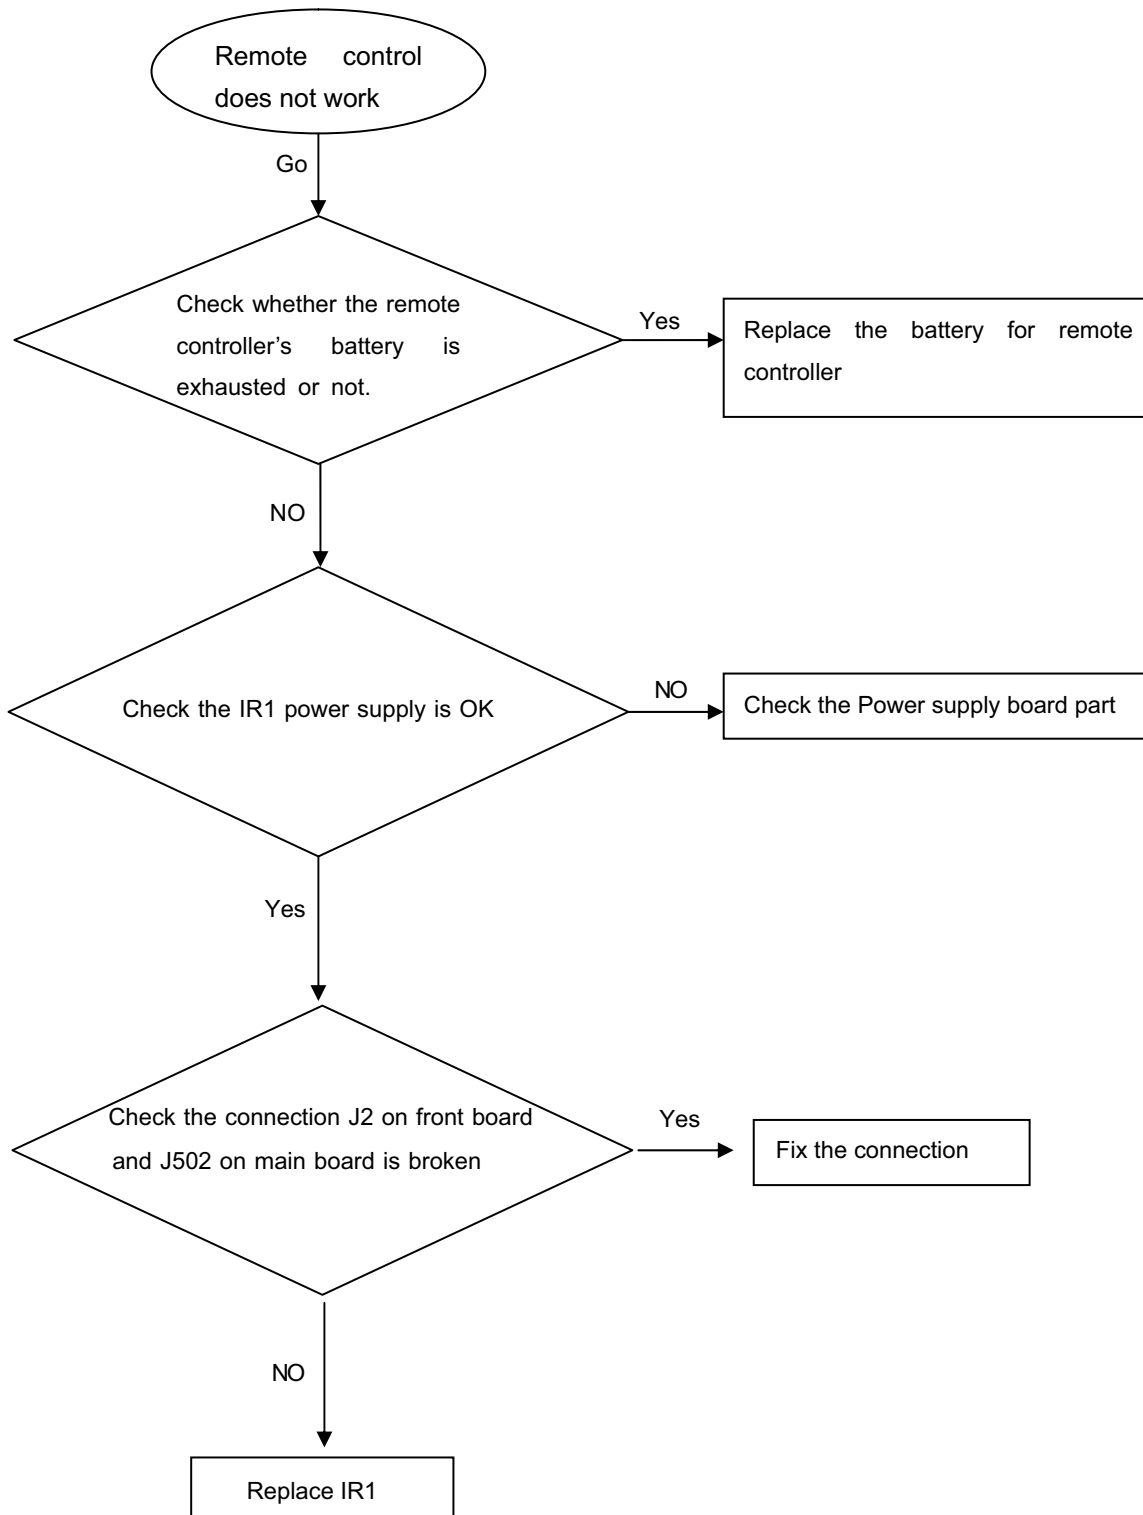 Remote control
does not work
Go
Check whether the remote
controller’s battery is
exhausted or not.
Yes
Replace the battery for remote
controller
NO
Check the IR1 power supply is OK
NO
Check the Power supply board part
Yes
Check the connection J2 on front board
and J502 on main board is broken
Yes
Fix the connection
NO
Replace IR1